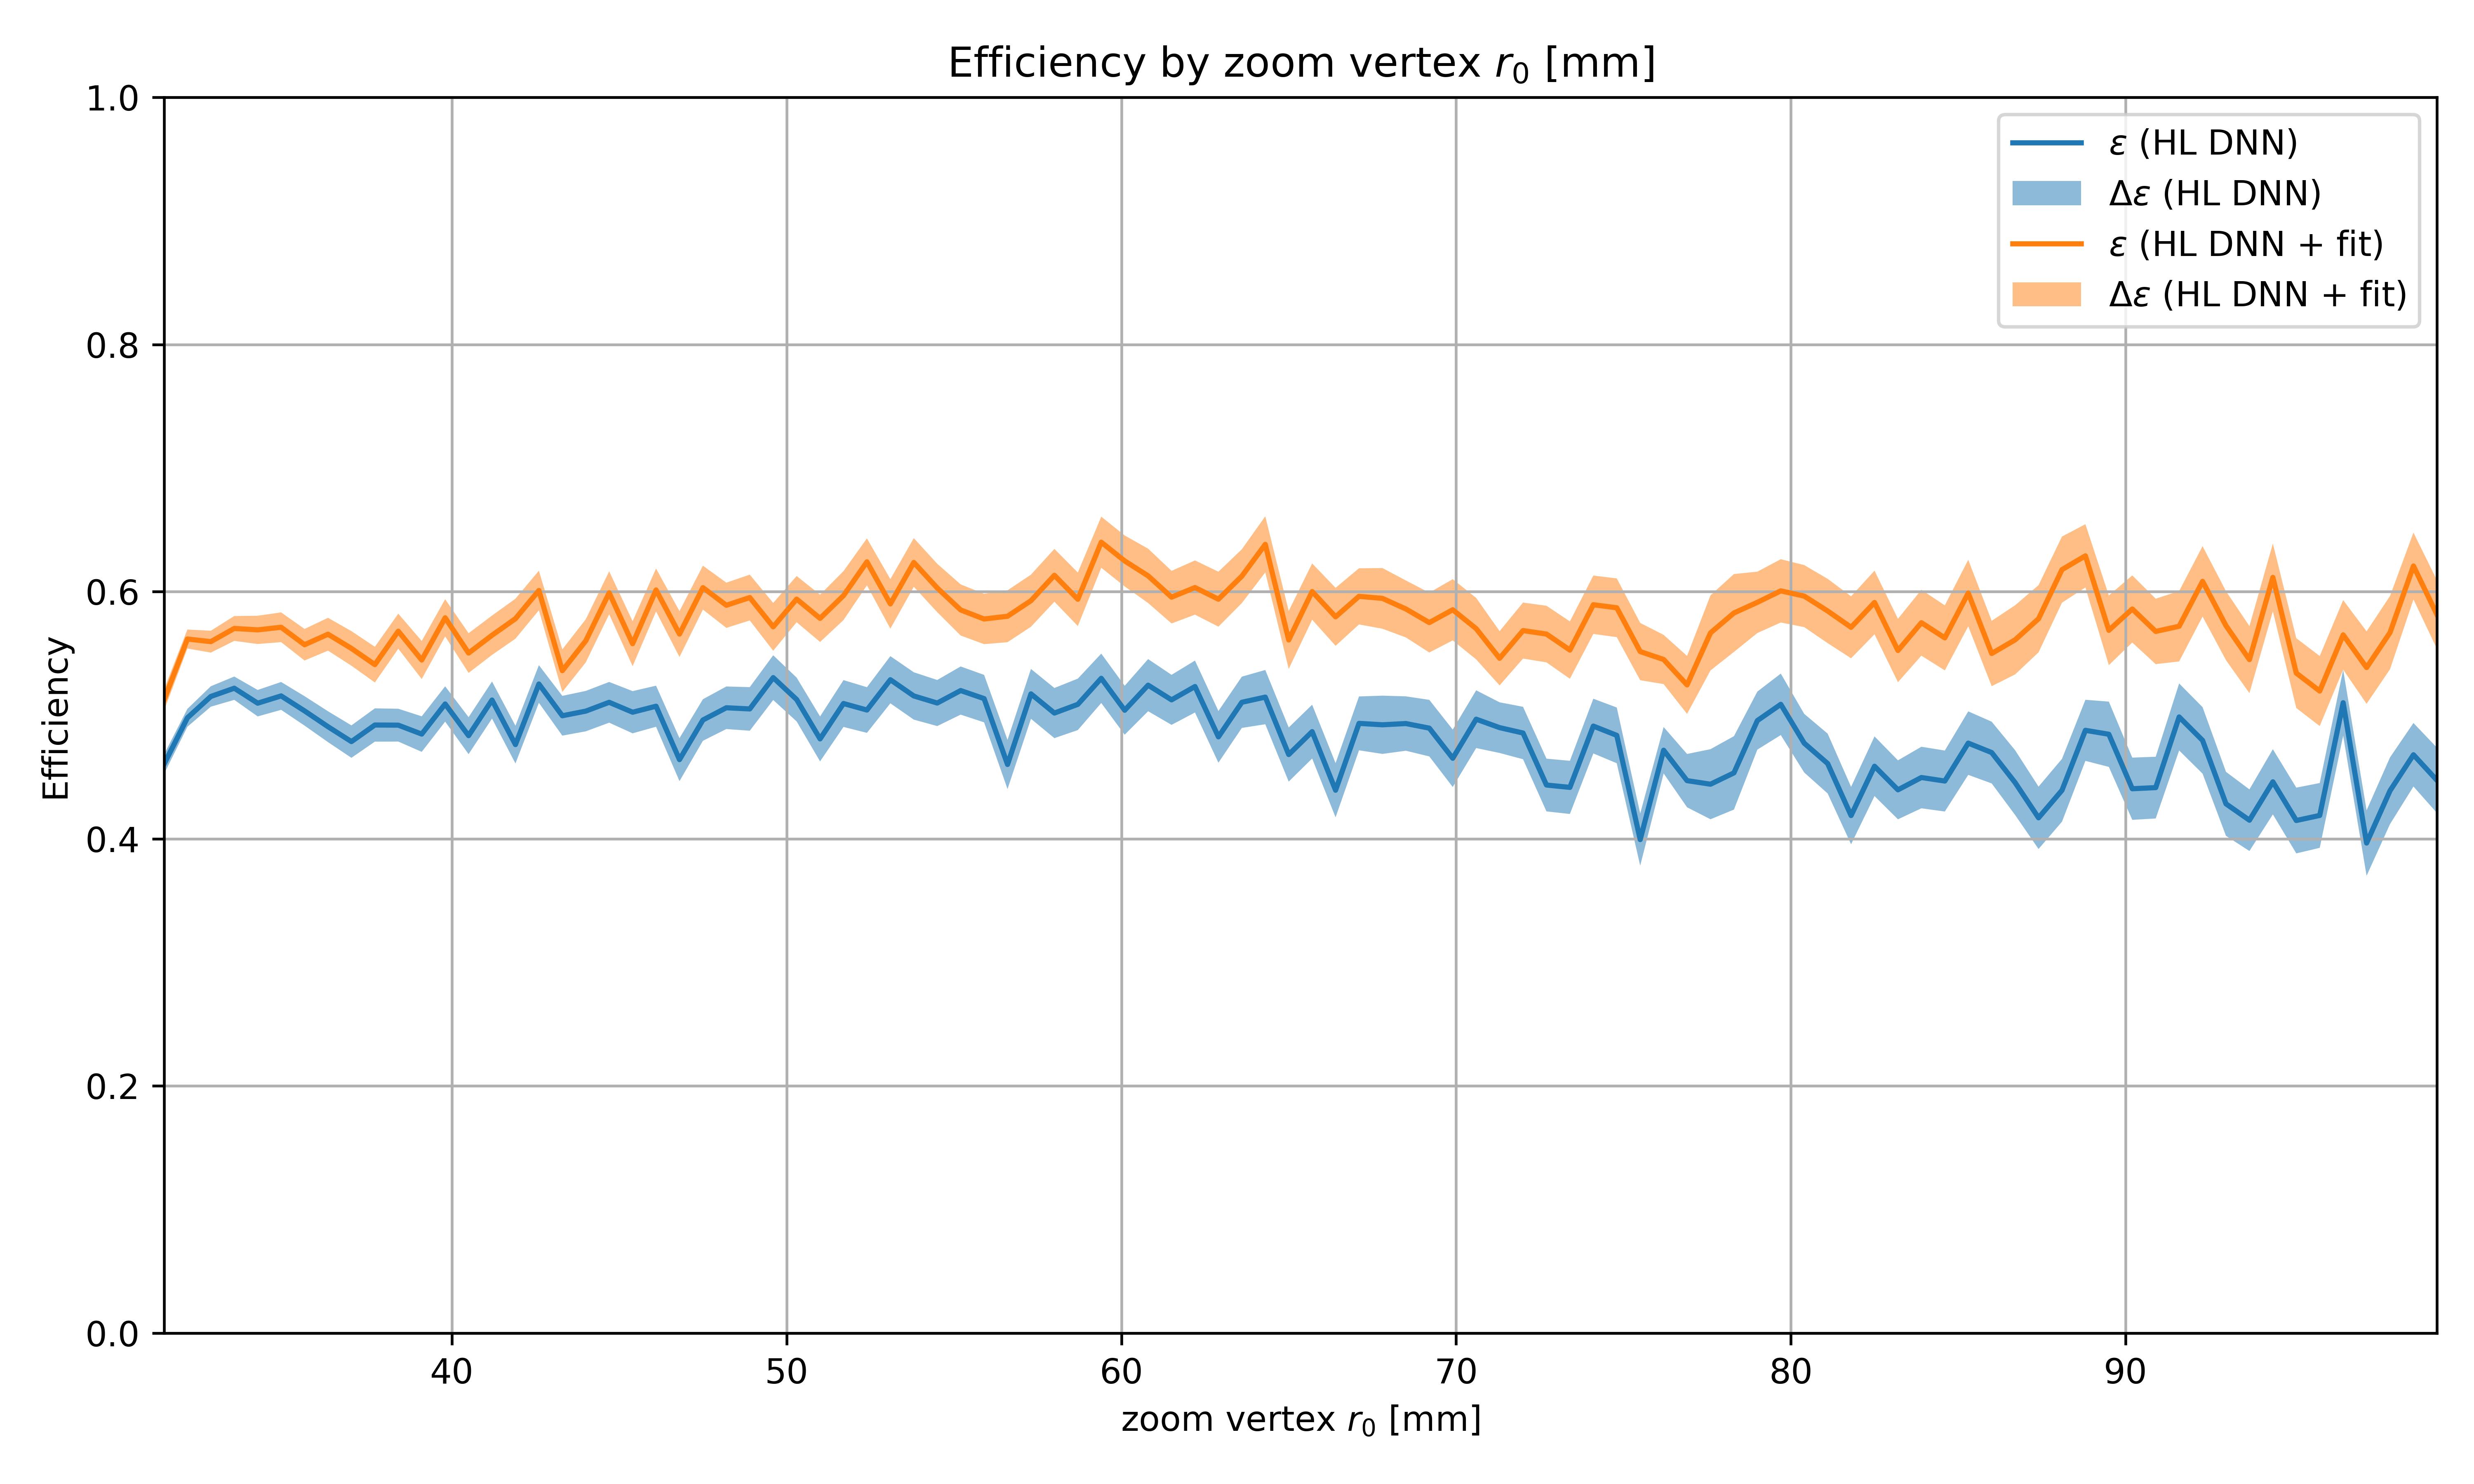 Efficiency by zoom vertex r₀ [mm]
1.0
0.8
0.6
0.4
0.2
0.0
Efficiency
ε (HL DNN)
Δε (HL DNN)
ε (HL DNN + fit)
Δε (HL DNN + fit)
40 50 60 70 80 90
zoom vertex r₀ [mm]